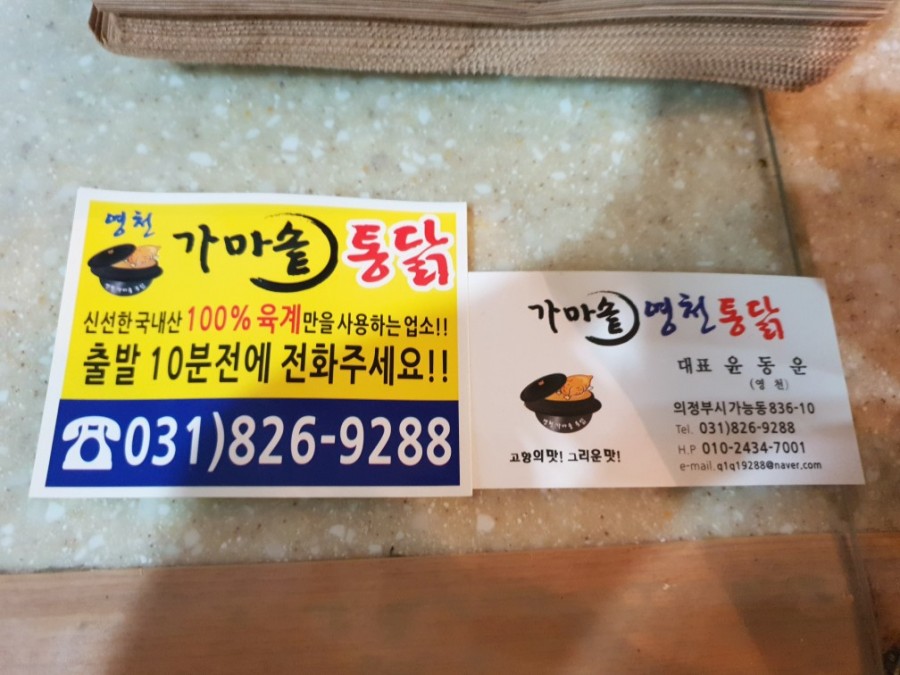 영천
가마솥 통닭
신선한 국내산 100% 육계만을 사용하는 업소!!
출발 10분전에 전화주세요!!
☎031)826-9288
가마솥 영천 통닭
대표 윤동운
(영 천)
의정부시 가능동 836-10
Tel. 031)826-9288
H.P 010-2434-7001
e-mail.q1q19288@naver.com
고향의 맛! 그리운 맛!